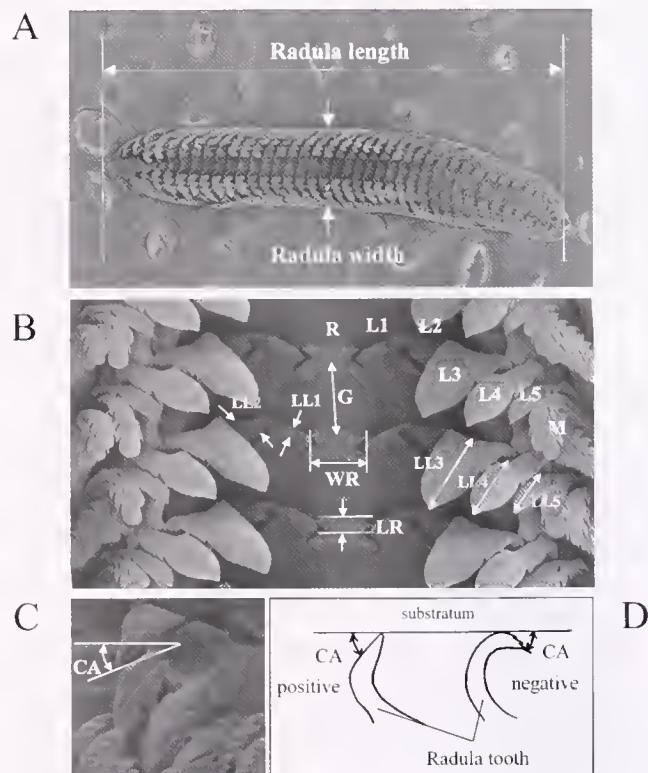 A
Radula length
Radula width
B
R L1 L2
L3
L4 L5
G
LL2 LL1
M
WR
LL3 LL4 LL5
LR
C
CA
substratum
D
CA CA
positive negative
Radula tooth